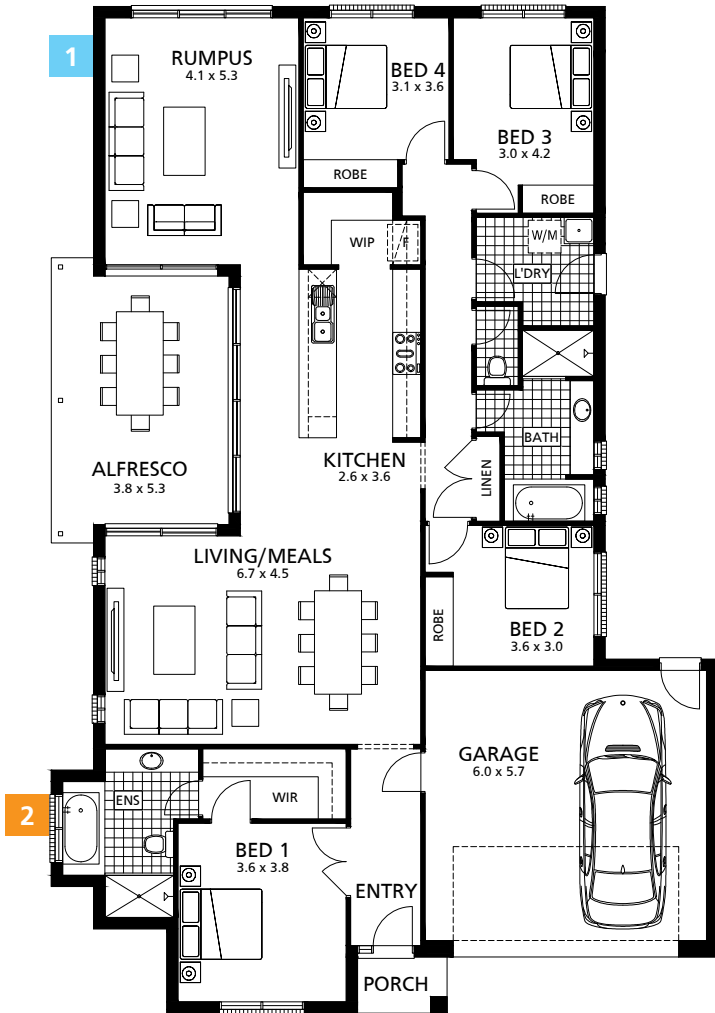 1
RUMPUS
4.1 x 5.3
BED 4
3.1 x 3.6
BED 3
3.0 x 4.2
ROBE
ROBE
WIP
F
W/M
L'DRY
ALFRESCO
3.8 x 5.3
KITCHEN
2.6 x 3.6
BATH
LINEN
LIVING/MEALS
6.7 x 4.5
ROBE
BED 2
3.6 x 3.0
GARAGE
6.0 x 5.7
2
ENS
WIR
BED 1
3.6 x 3.8
ENTRY
PORCH